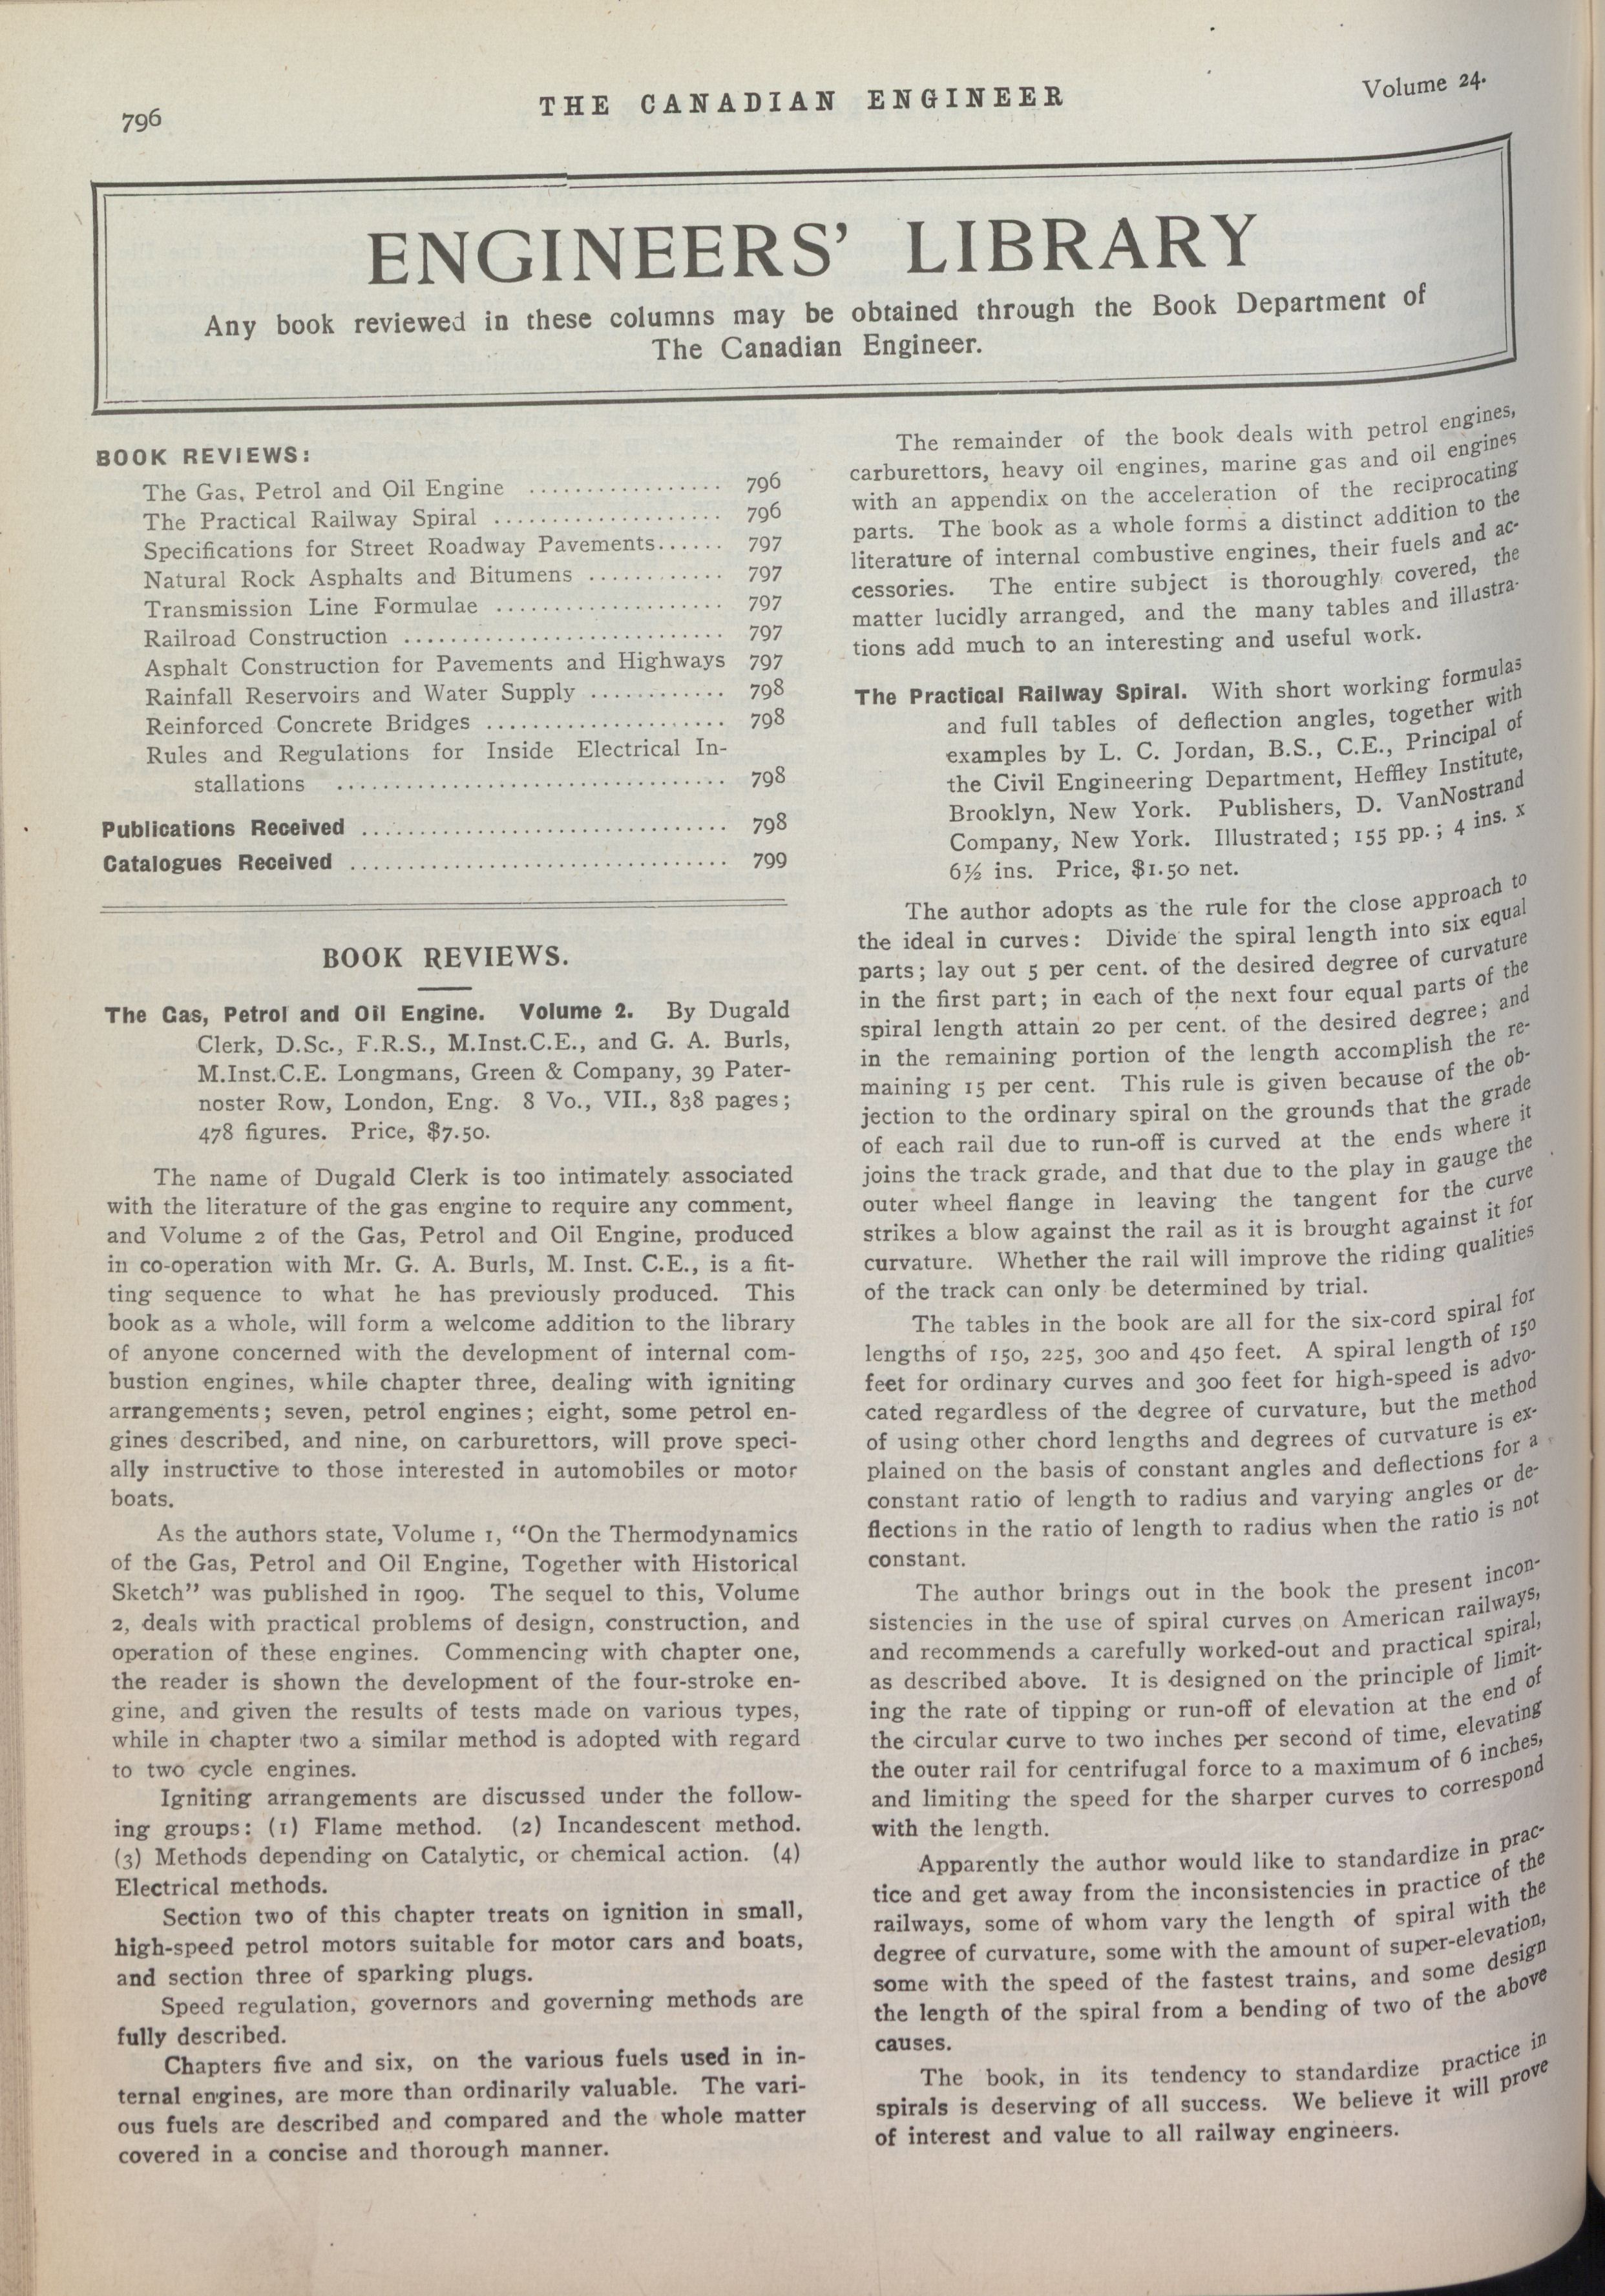 796
THE CANADIAN ENGINEER
Volume 24.
ENGINEERS' LIBRARY
Any book reviewed in these columns may be obtained through the Book Department of
The Canadian Engineer.
BOOK REVIEWS:
The Gas, Petrol and Oil Engine ................. 796
The Practical Railway Spiral .................... 796
Specifications for Street Roadway Pavements...... 797
Natural Rock Asphalts and Bitumens ............ 797
Transmission Line Formulae .................... 797
Railroad Construction ............................ 797
Asphalt Construction for Pavements and Highways 797
Rainfall Reservoirs and Water Supply ............ 798
Reinforced Concrete Bridges ..................... 798
Rules and Regulations for Inside Electrical In-
stallations .................................. 798
Publications Received ................................ 798
Catalogues Received ................................. 799
BOOK REVIEWS.
The Gas, Petrol and Oil Engine. Volume 2. By Dugald
Clerk, D.Sc., F.R.S., M.Inst.C.E., and G. A. Burls,
M.Inst.C.E. Longmans, Green & Company, 39 Pater-
noster Row, London, Eng. 8 Vo., VII., 838 pages;
478 figures. Price, $7.50.
The name of Dugald Clerk is too intimately associated
with the literature of the gas engine to require any comment,
and Volume 2 of the Gas, Petrol and Oil Engine, produced
in co-operation with Mr. G. A. Burls, M. Inst. C.E., is a fit-
ting sequence to what he has previously produced. This
book as a whole, will form a welcome addition to the library
of anyone concerned with the development of internal com-
bustion engines, while chapter three, dealing with igniting
arrangements; seven, petrol engines; eight, some petrol en-
gines described, and nine, on carburettors, will prove speci-
ally instructive to those interested in automobiles or motor
boats.
As the authors state, Volume 1, "On the Thermodynamics
of the Gas, Petrol and Oil Engine, Together with Historical
Sketch" was published in 1909. The sequel to this, Volume
2, deals with practical problems of design, construction, and
operation of these engines. Commencing with chapter one,
the reader is shown the development of the four-stroke en-
gine, and given the results of tests made on various types,
while in chapter two a similar method is adopted with regard
to two cycle engines.
Igniting arrangements are discussed under the follow-
ing groups: (1) Flame method. (2) Incandescent method.
(3) Methods depending on Catalytic, or chemical action. (4)
Electrical methods.
Section two of this chapter treats on ignition in small,
high-speed petrol motors suitable for motor cars and boats,
and section three of sparking plugs.
Speed regulation, governors and governing methods are
fully described.
Chapters five and six, on the various fuels used in in-
ternal engines, are more than ordinarily valuable. The vari-
ous fuels are described and compared and the whole matter
covered in a concise and thorough manner.
The remainder of the book deals with petrol engines,
carburettors, heavy oil engines, marine gas and oil engines
with an appendix on the acceleration of the reciprocating
parts. The book as a whole forms a distinct addition to the
literature of internal combustive engines, their fuels and ac-
cessories. The entire subject is thoroughly covered, the
matter lucidly arranged, and the many tables and illustra-
tions add much to an interesting and useful work.
The Practical Railway Spiral. With short working formulas
and full tables of deflection angles, together with
examples by L. C. Jordan, B.S., C.E., Principal of
the Civil Engineering Department, Heffley Institute,
Brooklyn, New York. Publishers, D. VanNostrand
Company, New York. Illustrated; 155 pp.; 4 ins. x
6½ ins. Price, $1.50 net.
The author adopts as the rule for the close approach to
the ideal in curves: Divide the spiral length into six equal
parts; lay out 5 per cent. of the desired degree of curvature
in the first part; in each of the next four equal parts of the
spiral length attain 20 per cent. of the desired degree; and
in the remaining portion of the length accomplish the re-
maining 15 per cent. This rule is given because of the ob-
jection to the ordinary spiral on the grounds that the grade
of each rail due to run-off is curved at the ends where it
joins the track grade, and that due to the play in gauge the
outer wheel flange in leaving the tangent for the curve
strikes a blow against the rail as it is brought against it for
curvature. Whether the rail will improve the riding qualities
of the track can only be determined by trial.
The tables in the book are all for the six-cord spiral for
lengths of 150, 225, 300 and 450 feet. A spiral length of 150
feet for ordinary curves and 300 feet for high-speed is advo-
cated regardless of the degree of curvature, but the method
of using other chord lengths and degrees of curvature is ex-
plained on the basis of constant angles and deflections for a
constant ratio of length to radius and varying angles or de-
flections in the ratio of length to radius when the ratio is not
constant.
The author brings out in the book the present incon-
sistencies in the use of spiral curves on American railways,
and recommends a carefully worked-out and practical spiral,
as described above. It is designed on the principle of limit-
ing the rate of tipping or run-off of elevation at the end of
the circular curve to two inches per second of time, elevating
the outer rail for centrifugal force to a maximum of 6 inches,
and limiting the speed for the sharper curves to correspond
with the length.
Apparently the author would like to standardize in prac-
tice and get away from the inconsistencies in practice of the
railways, some of whom vary the length of spiral with the
degree of curvature, some with the amount of super-elevation,
some with the speed of the fastest trains, and some design
the length of the spiral from a bending of two of the above
causes.
The book, in its tendency to standardize practice in
spirals is deserving of all success. We believe it will prove
of interest and value to all railway engineers.